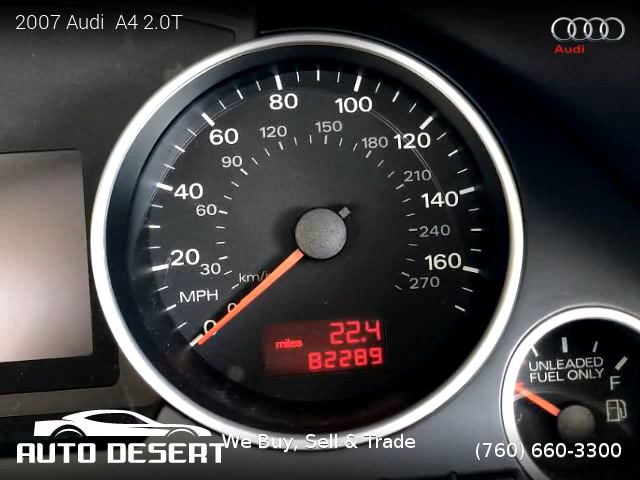 2007 Audi A4 2.0T
Audi
80 100
60 120
120 150 180
90 210
40 140
60 240
20 160
30 270
km/h
MPH
0
0
22.4
miles
82289
UNLEADED
FUEL ONLY
F
AUTO DESERT
We Buy, Sell & Trade
(760) 660-3300